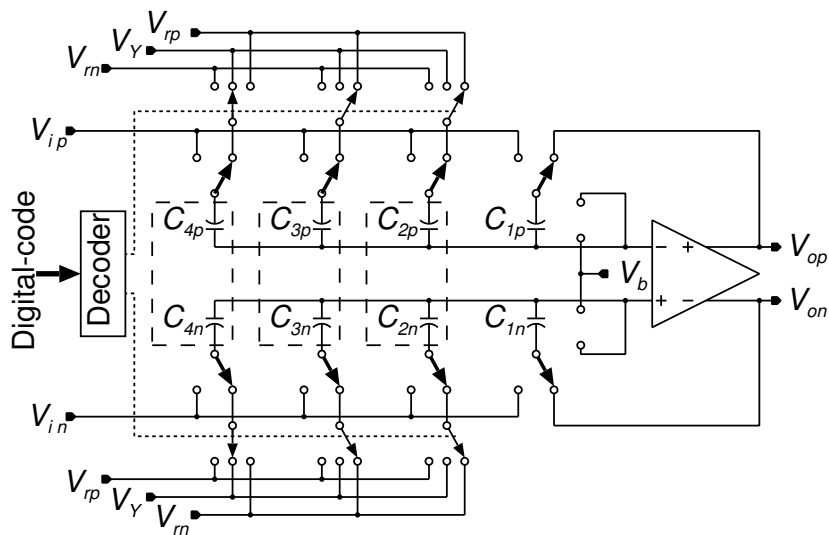 V_rp
V_Y
V_rn
V_ip
C_4p C_3p C_2p C_1p
Digital-code
Decoder
− +
V_op
V_b
+ −
V_on
C_4n C_3n C_2n C_1n
V_in
V_rp
V_Y
V_rn